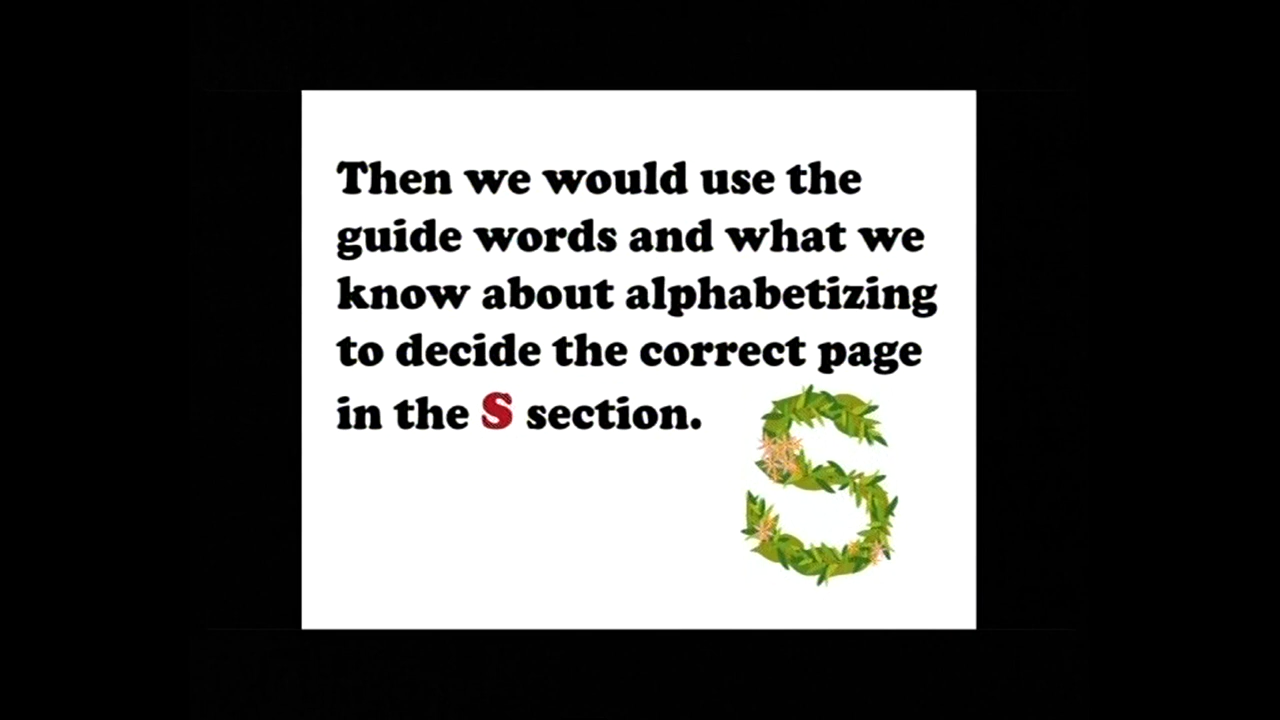 Then we would use the
guide words and what we
know about alphabetizing
to decide the correct page
in the S section.
S